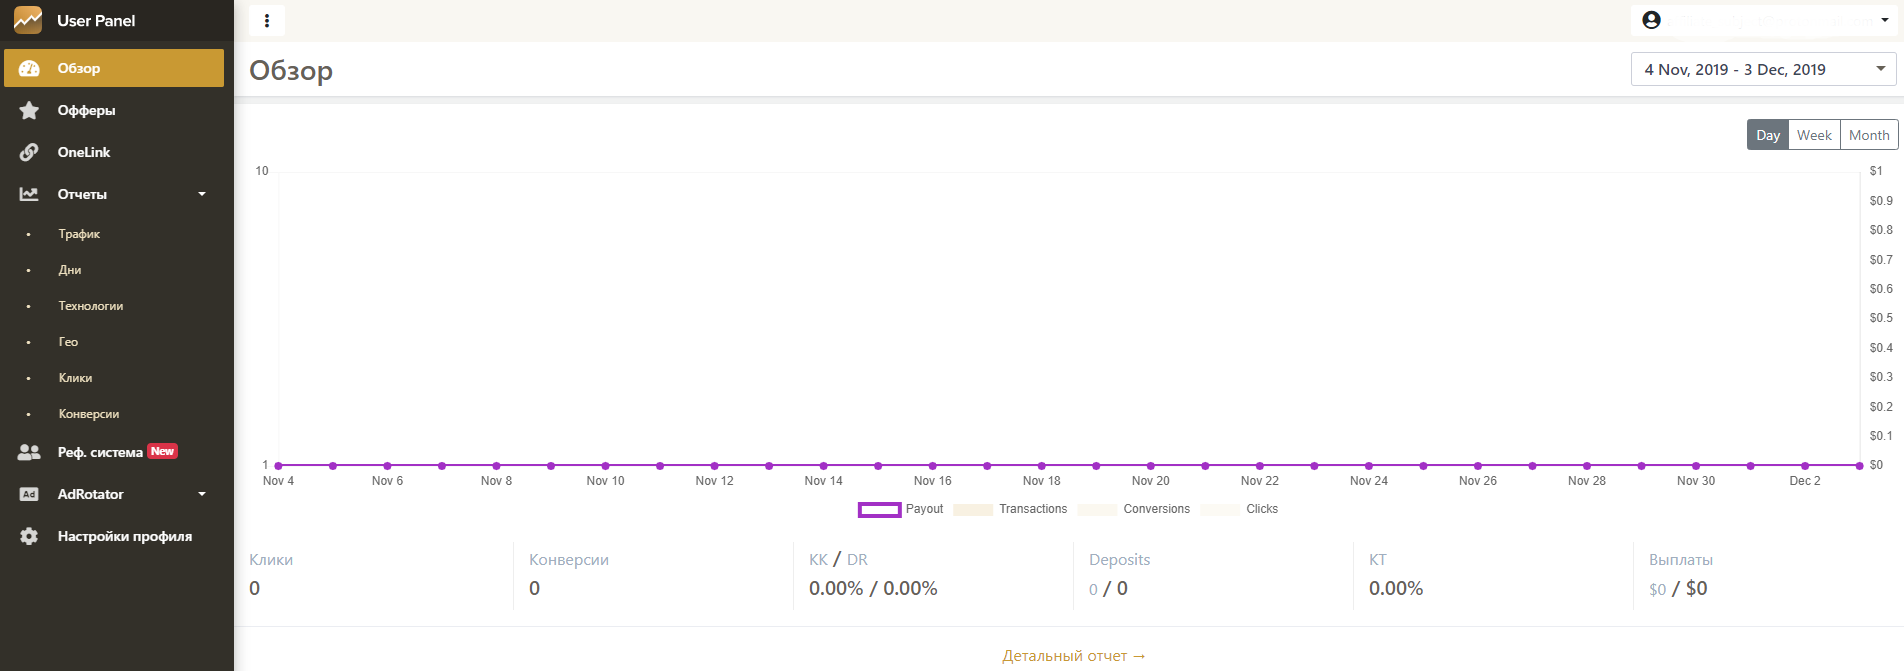 User Panel
Обзор
Офферы
OneLink
Отчеты
Трафик
Дни
Технологии
Гео
Клики
Конверсии
Реф. система New
Ad AdRotator
Настройки профиля
Обзор
4 Nov, 2019 - 3 Dec, 2019
Day Week Month
10
1
$1
$0.9
$0.8
$0.7
$0.6
$0.5
$0.4
$0.3
$0.2
$0.1
$0
Nov 4 Nov 6 Nov 8 Nov 10 Nov 12 Nov 14 Nov 16 Nov 18 Nov 20 Nov 22 Nov 24 Nov 26 Nov 28 Nov 30 Dec 2
Payout Transactions Conversions Clicks
Клики
0
Конверсии
0
КК / DR
0.00% / 0.00%
Deposits
0 / 0
КТ
0.00%
Выплаты
$0 / $0
Детальный отчет →